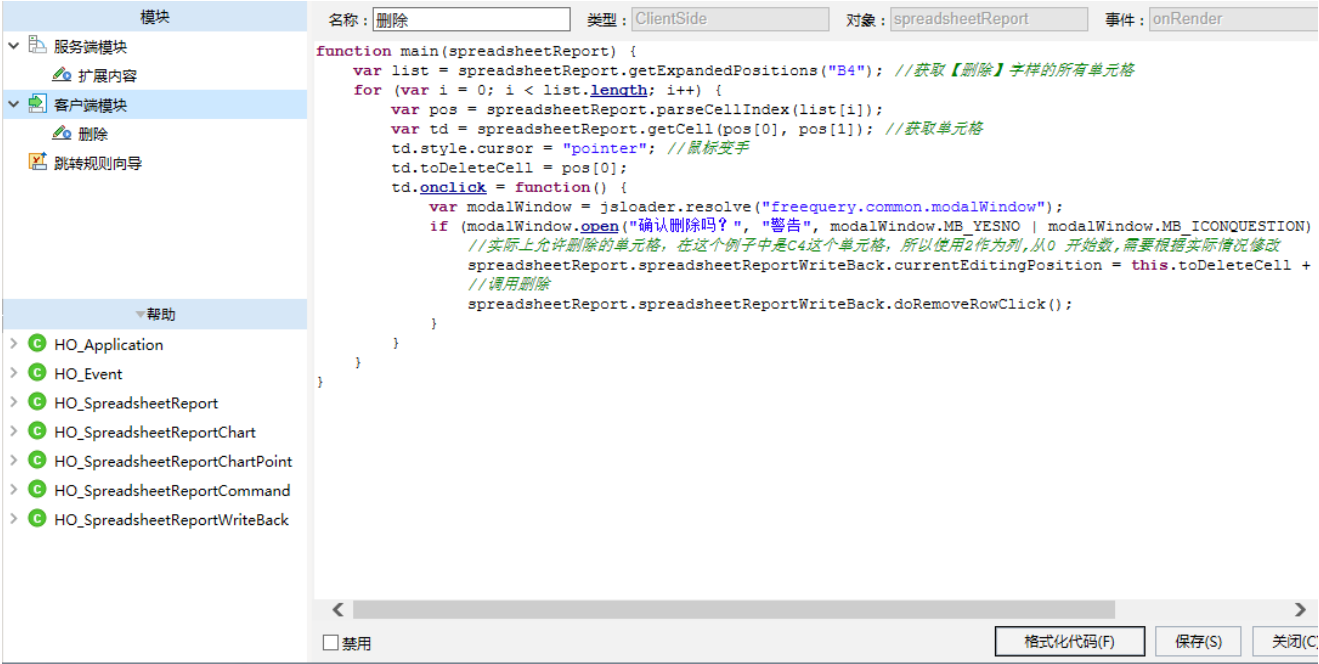 模块
服务端模块
扩展内容
客户端模块
删除
跳转规则向导
帮助
HO_Application
HO_Event
HO_SpreadsheetReport
HO_SpreadsheetReportChart
HO_SpreadsheetReportChartPoint
HO_SpreadsheetReportCommand
HO_SpreadsheetReportWriteBack
名称：删除 类型：ClientSide 对象：spreadsheetReport 事件：onRender
function main(spreadsheetReport) {
var list = spreadsheetReport.getExpandedPositions("B4"); //获取【删除】字样的所有单元格
for (var i = 0; i < list.length; i++) {
var pos = spreadsheetReport.parseCellIndex(list[i]);
var td = spreadsheetReport.getCell(pos[0], pos[1]); //获取单元格
td.style.cursor = "pointer"; //鼠标变手
td.toDeleteCell = pos[0];
td.onclick = function() {
var modalWindow = jsloader.resolve("freequery.common.modalWindow");
if (modalWindow.open("确认删除吗？", "警告", modalWindow.MB_YESNO | modalWindow.MB_ICONQUESTION)
//实际上允许删除的单元格，在这个例子中是C4这个单元格，所以使用2作为列,从0 开始数,需要根据实际情况修改
spreadsheetReport.spreadsheetReportWriteBack.currentEditingPosition = this.toDeleteCell +
//调用删除
spreadsheetReport.spreadsheetReportWriteBack.doRemoveRowClick();
}
}
}
}
禁用 格式化代码(F) 保存(S) 关闭(C